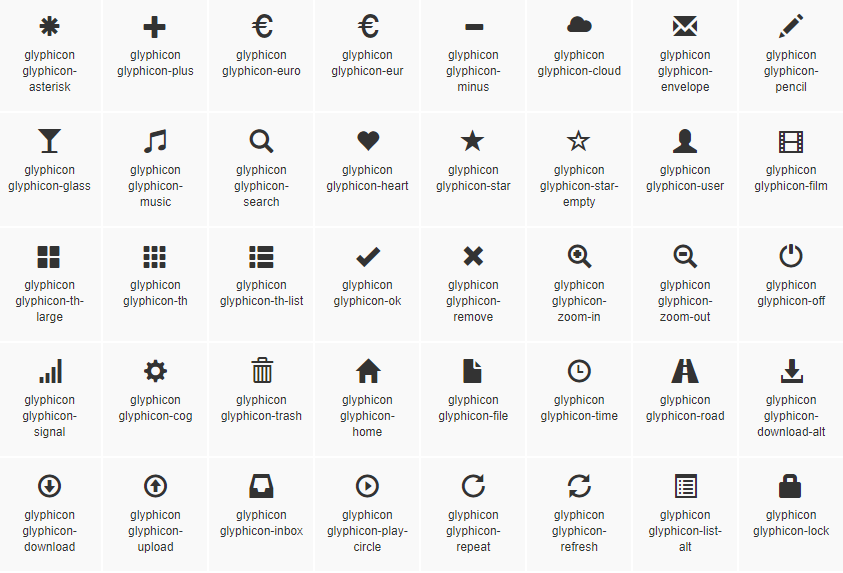 glyphicon
glyphicon-
asterisk
glyphicon
glyphicon-plus
glyphicon
glyphicon-euro
glyphicon
glyphicon-eur
glyphicon
glyphicon-
minus
glyphicon
glyphicon-cloud
glyphicon
glyphicon-
envelope
glyphicon
glyphicon-
pencil
glyphicon
glyphicon-glass
glyphicon
glyphicon-
music
glyphicon
glyphicon-
search
glyphicon
glyphicon-heart
glyphicon
glyphicon-star
glyphicon
glyphicon-star-
empty
glyphicon
glyphicon-user
glyphicon
glyphicon-film
glyphicon
glyphicon-th-
large
glyphicon
glyphicon-th
glyphicon
glyphicon-th-list
glyphicon
glyphicon-ok
glyphicon
glyphicon-
remove
glyphicon
glyphicon-
zoom-in
glyphicon
glyphicon-
zoom-out
glyphicon
glyphicon-off
glyphicon
glyphicon-
signal
glyphicon
glyphicon-cog
glyphicon
glyphicon-trash
glyphicon
glyphicon-
home
glyphicon
glyphicon-file
glyphicon
glyphicon-time
glyphicon
glyphicon-road
glyphicon
glyphicon-
download-alt
glyphicon
glyphicon-
download
glyphicon
glyphicon-
upload
glyphicon
glyphicon-inbox
glyphicon
glyphicon-play-
circle
glyphicon
glyphicon-
repeat
glyphicon
glyphicon-
refresh
glyphicon
glyphicon-list-
alt
glyphicon
glyphicon-lock